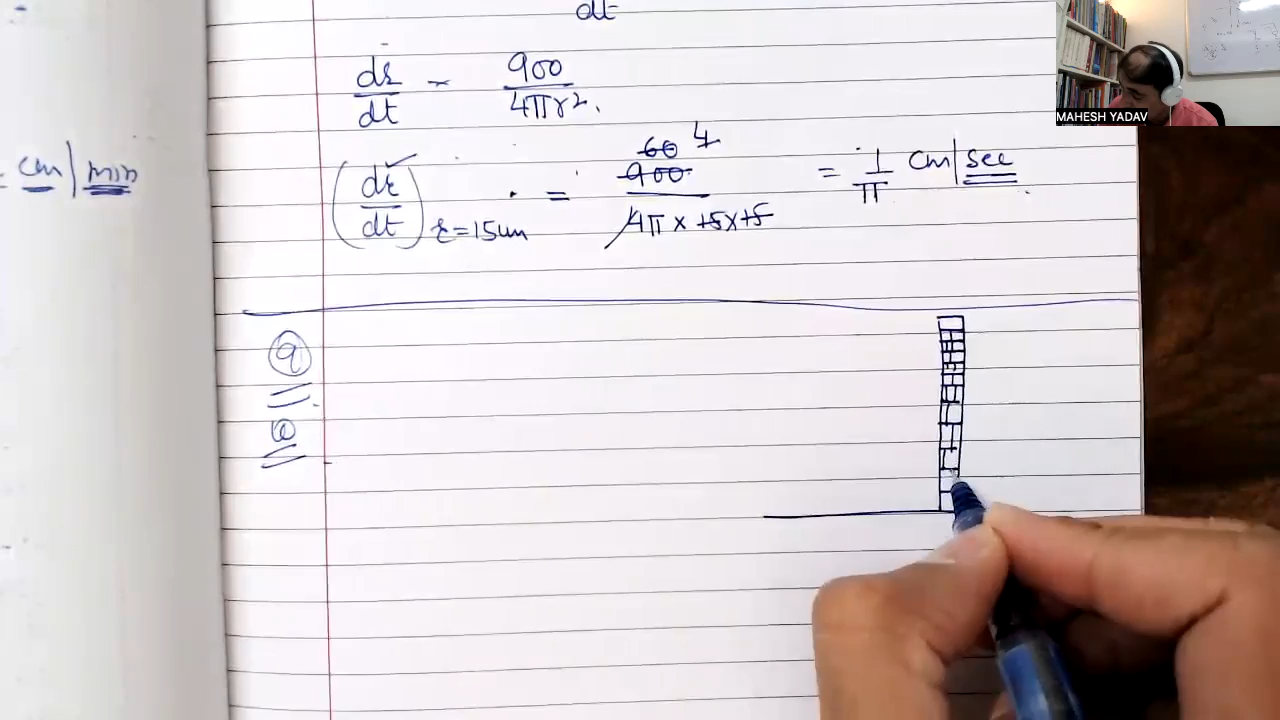 dt
dr/dt = 900/4πr².
MAHESH YADAV
= cm|min
(dr/dt) r=15cm = 900/4π×15×15 = 1/π cm|sec
9